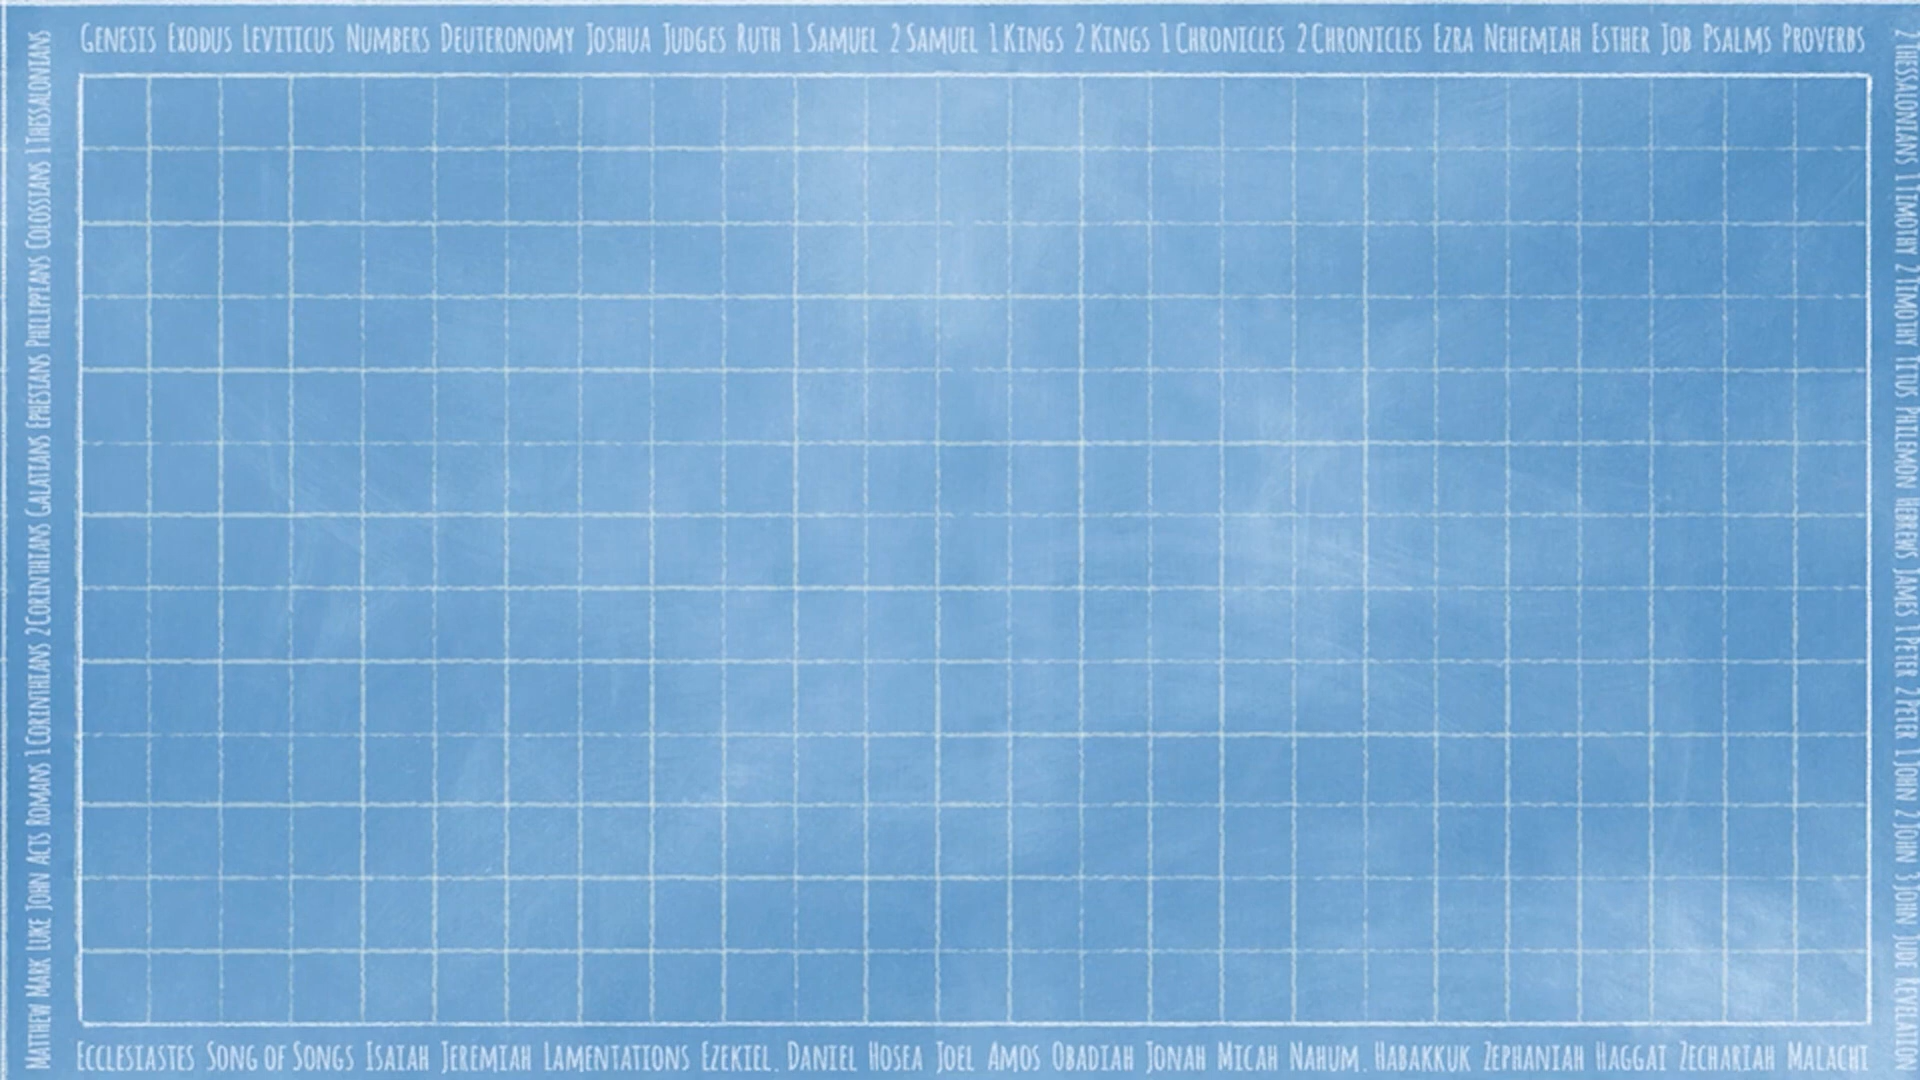 Genesis Exodus Leviticus Numbers Deuteronomy Joshua Judges Ruth 1 Samuel 2 Samuel 1 Kings 2 Kings 1 Chronicles 2 Chronicles Ezra Nehemiah Esther Job Psalms Proverbs
Ecclesiastes Song of Songs Isaiah Jeremiah Lamentations Ezekiel. Daniel Hosea Joel Amos Obadiah Jonah Micah Nahum. Habakkuk Zephaniah Haggai Zechariah Malachi
Matthew Mark Luke John Acts Romans 1 Corinthians 2 Corinthians Galatians Ephesians Philippians Colossians 1 Thessalonians
2 Thessalonians 1 Timothy 2 Timothy Titus Philemon Hebrews James 1 Peter 2 Peter 1 John 2 John 3 John Jude Revelation